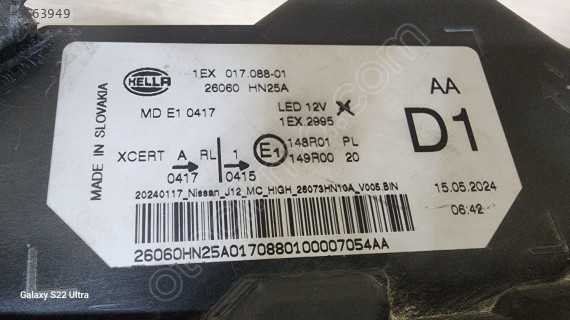 63949
HELLA
1EX 017.088-01
26060 HN25A
MD E1 0417
LED 12V X
1EX.2995
AA
D1
MADE IN SLOVAKIA
XCERT A RL 1
0417 0415
E1
148R01 PL
149R00 20
20240117_Nissan_J12_MC_HIGH_26073HN10A_V005.BIN
15.05.2024
06:42
26060HN25A0170880100007054AA
Galaxy S22 Ultra